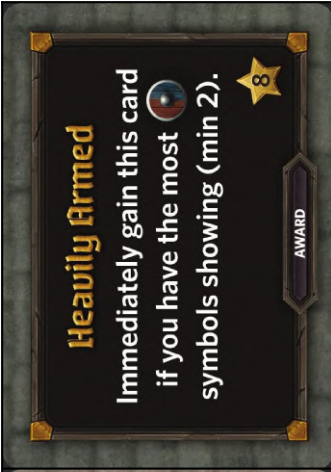 Heavily Armed
Immediately gain this card
if you have the most
symbols showing (min 2).
8
AWARD